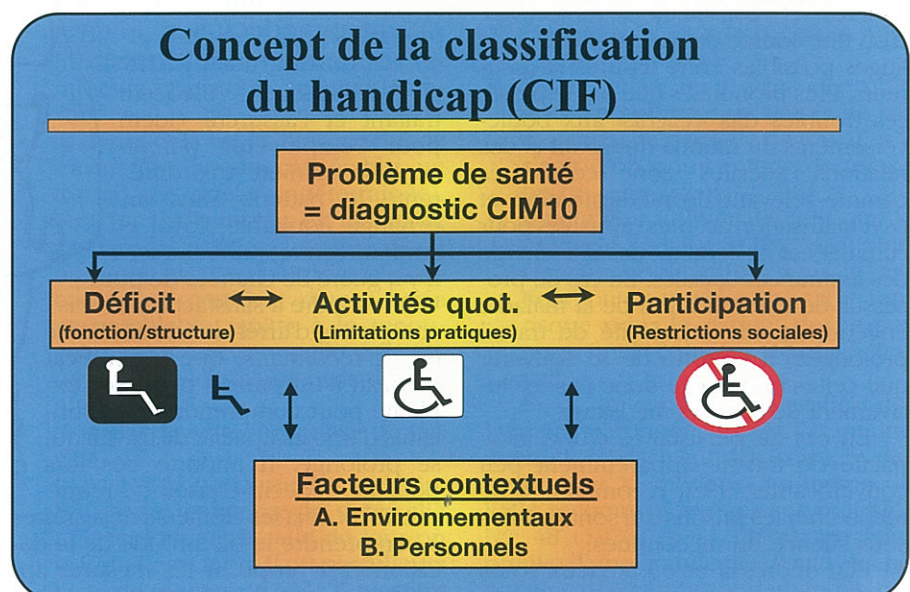 Concept de la classification
du handicap (CIF)
Problème de santé
= diagnostic CIM10
Déficit
(fonction/structure)
Activités quot.
(Limitations pratiques)
Participation
(Restrictions sociales)
Facteurs contextuels
A. Environnementaux
B. Personnels